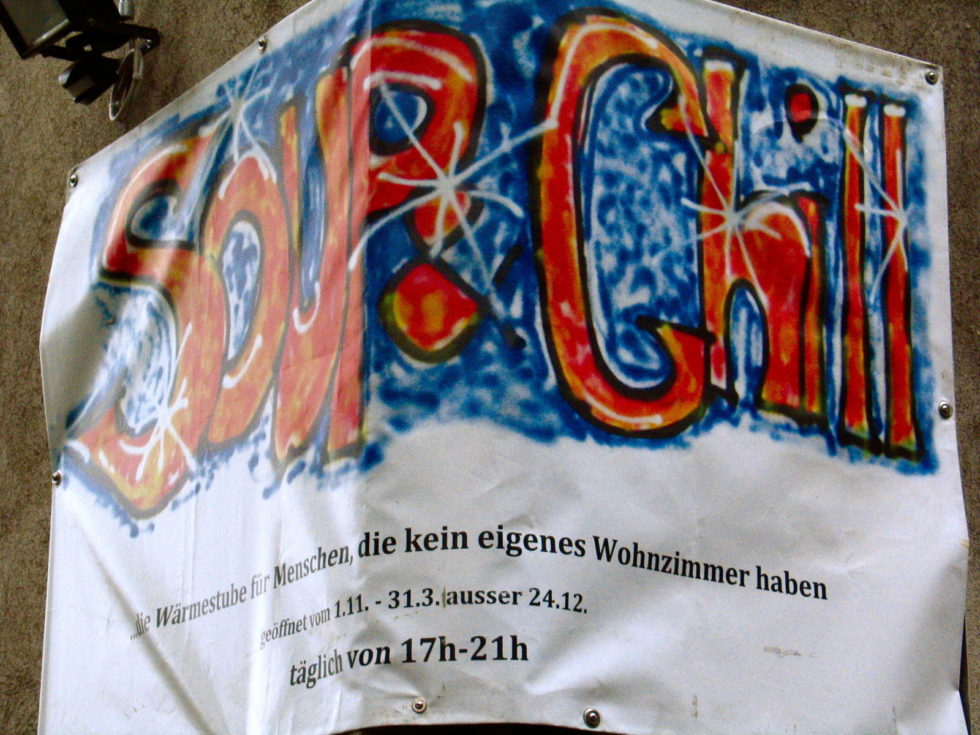 SOUP & Chill
...die Wärmestube für Menschen, die kein eigenes Wohnzimmer haben
geöffnet vom 1.11. - 31.3. ausser 24.12.
täglich von 17h-21h